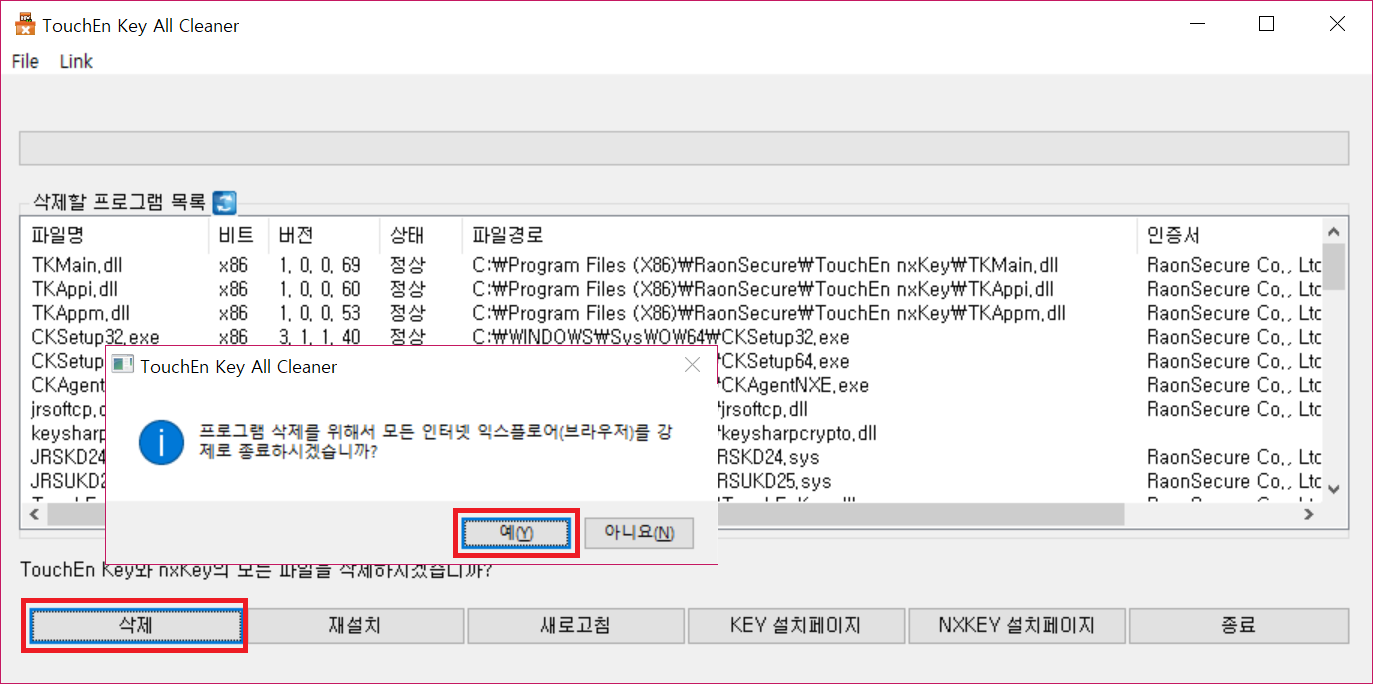 TouchEn Key All Cleaner
File Link
삭제할 프로그램 목록
파일명 비트 버전 상태 파일경로 인증서
TKMain.dll x86 1, 0, 0, 69 정상 C:₩Program Files (X86)₩RaonSecure₩TouchEn nxKey₩TKMain.dll RaonSecure Co., Ltd
TKAppi.dll x86 1, 0, 0, 60 정상 C:₩Program Files (X86)₩RaonSecure₩TouchEn nxKey₩TKAppi.dll RaonSecure Co., Ltd
TKAppm.dll x86 1, 0, 0, 53 정상 C:₩Program Files (X86)₩RaonSecure₩TouchEn nxKey₩TKAppm.dll RaonSecure Co., Ltd
CKSetup32.exe x86 3, 1, 1, 40 정상 C:₩WINDOWS₩SysWOW64₩CKSetup32.exe RaonSecure Co., Ltd
CKSetup CKSetup64.exe RaonSecure Co., Ltd
CKAgent CKAgentNXE.exe RaonSecure Co., Ltd
jrsoftcp.d jrsoftcp.dll RaonSecure Co., Ltd
keysharp keysharpcrypto.dll
JRSKD24 RSKD24.sys RaonSecure Co., Ltd
JRSUKD2 RSUKD25.sys RaonSecure Co., Ltd
TouchEn Key All Cleaner
프로그램 삭제를 위해서 모든 인터넷 익스플로어(브라우저)를 강
제로 종료하시겠습니까?
예(Y) 아니요(N)
TouchEn Key와 nxKey의 모든 파일을 삭제하시겠습니까?
삭제 재설치 새로고침 KEY 설치페이지 NXKEY 설치페이지 종료